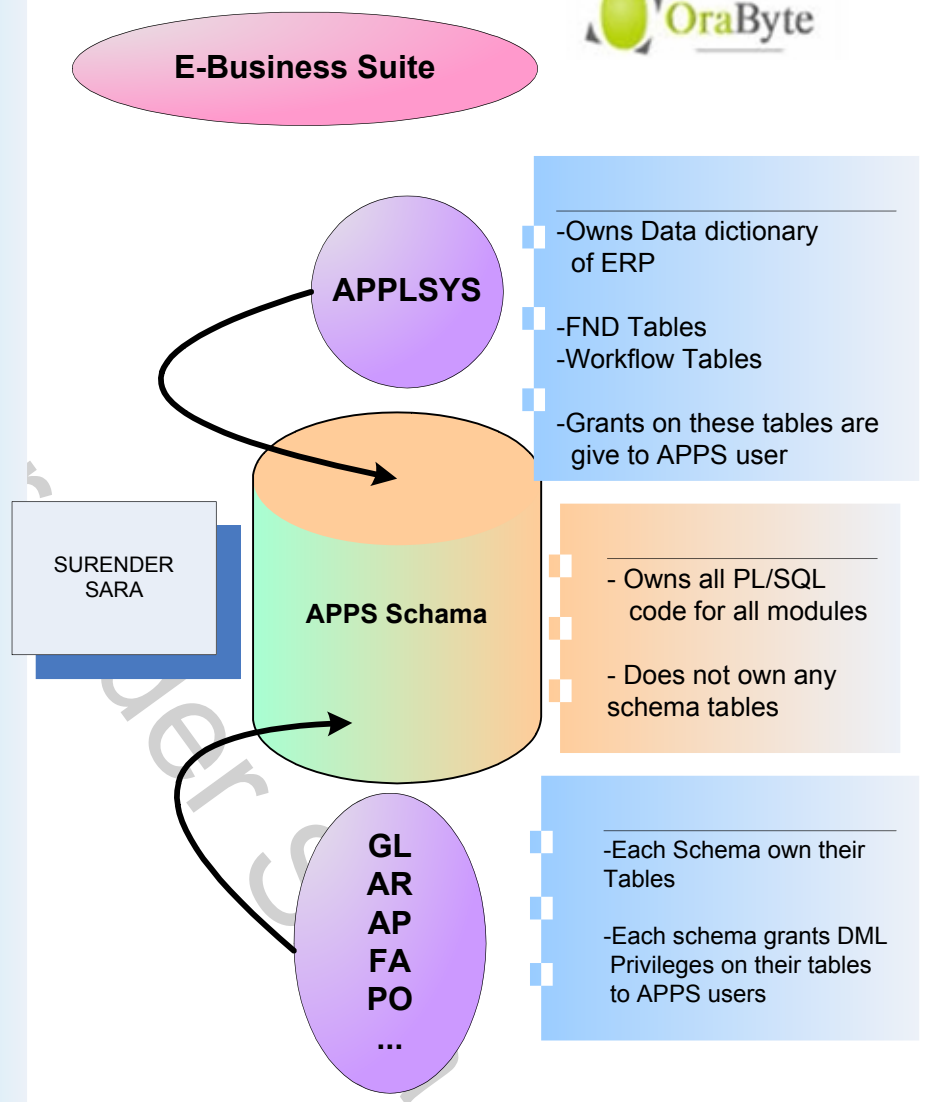 OraByte
E-Business Suite
APPLSYS
-Owns Data dictionary
of ERP
-FND Tables
-Workflow Tables
-Grants on these tables are
give to APPS user
SURENDER
SARA
APPS Schama
- Owns all PL/SQL
code for all modules
- Does not own any
schema tables
GL
AR
AP
FA
PO
...
-Each Schema own their
Tables
-Each schema grants DML
Privileges on their tables
to APPS users